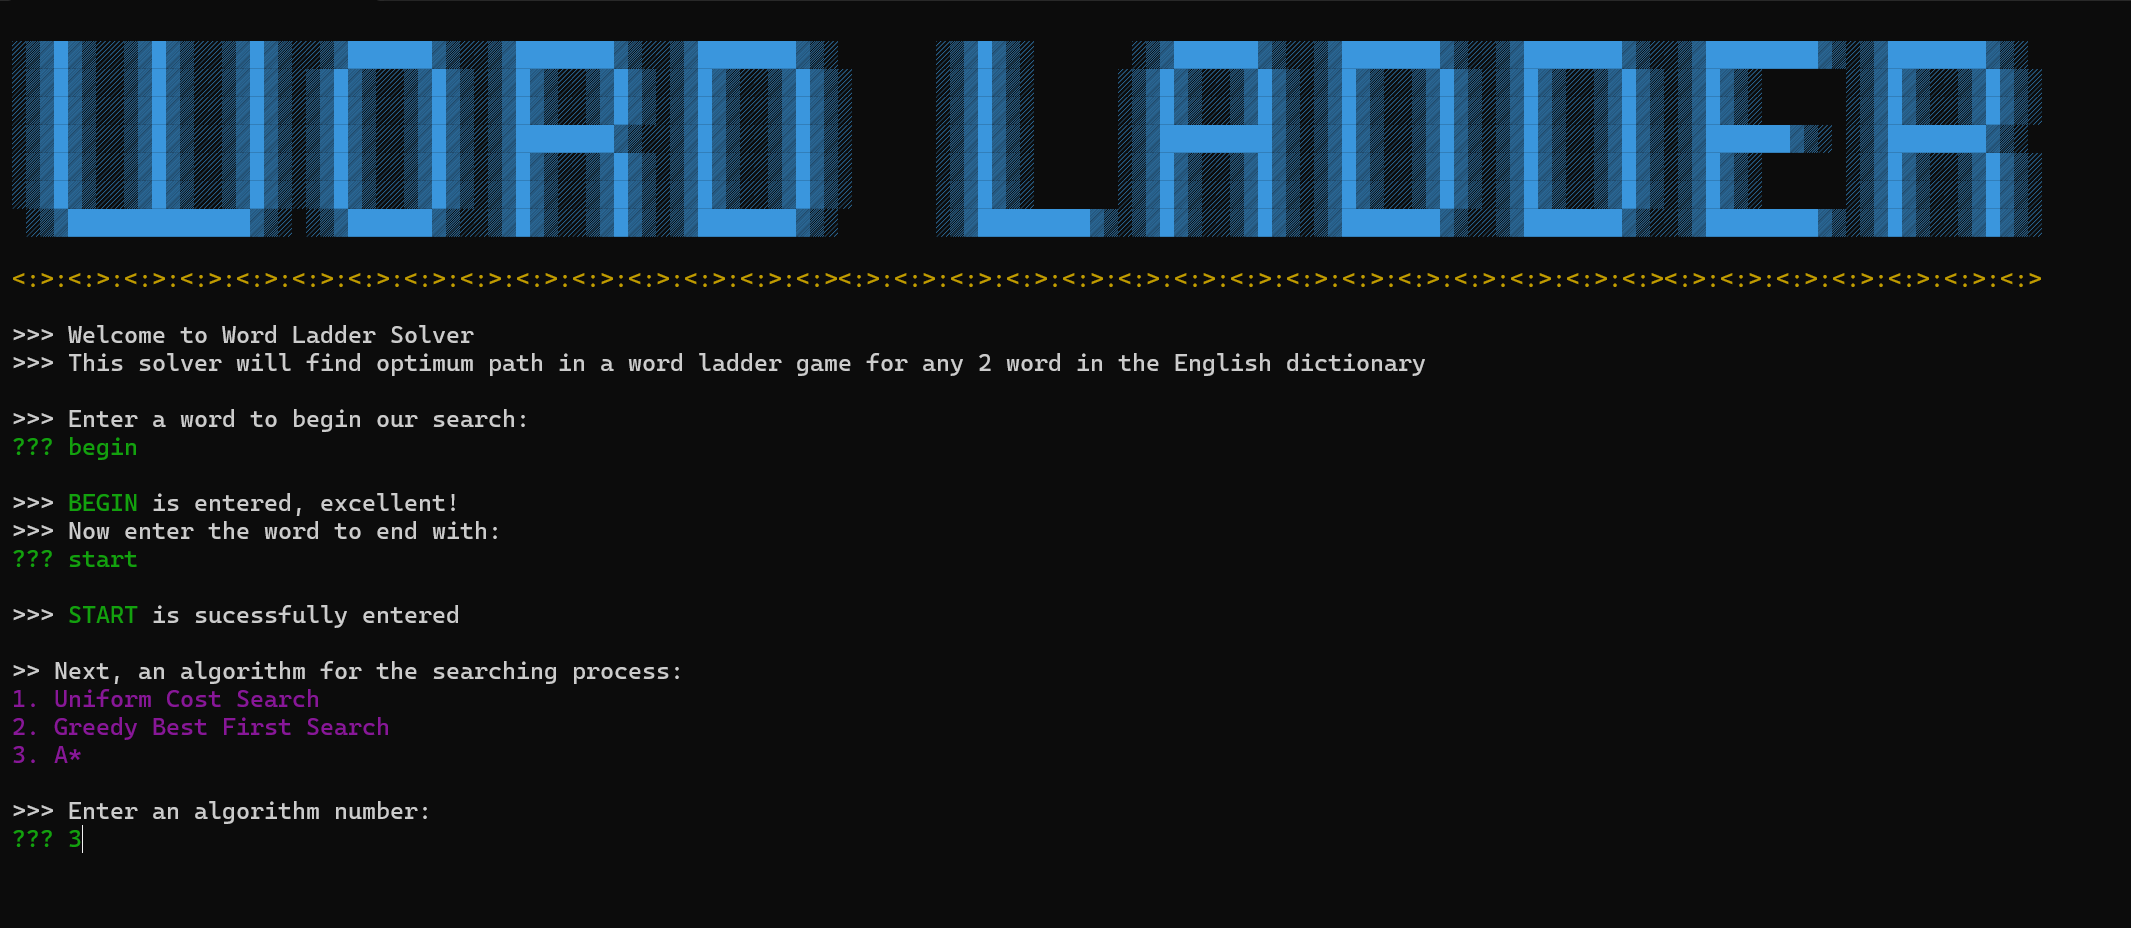 WORD LADDER
<:>:<:>:<:>:<:>:<:>:<:>:<:>:<:>:<:>:<:>:<:>:<:>:<:>:<:>:<:><:>:<:>:<:>:<:>:<:>:<:>:<:>:<:>:<:>:<:>:<:>:<:>:<:>:<:>:<:><:>:<:>:<:>:<:>:<:>:<:>:<:>
>>> Welcome to Word Ladder Solver
>>> This solver will find optimum path in a word ladder game for any 2 word in the English dictionary
>>> Enter a word to begin our search:
??? begin
>>> BEGIN is entered, excellent!
>>> Now enter the word to end with:
??? start
>>> START is sucessfully entered
>> Next, an algorithm for the searching process:
1. Uniform Cost Search
2. Greedy Best First Search
3. A*
>>> Enter an algorithm number:
??? 3